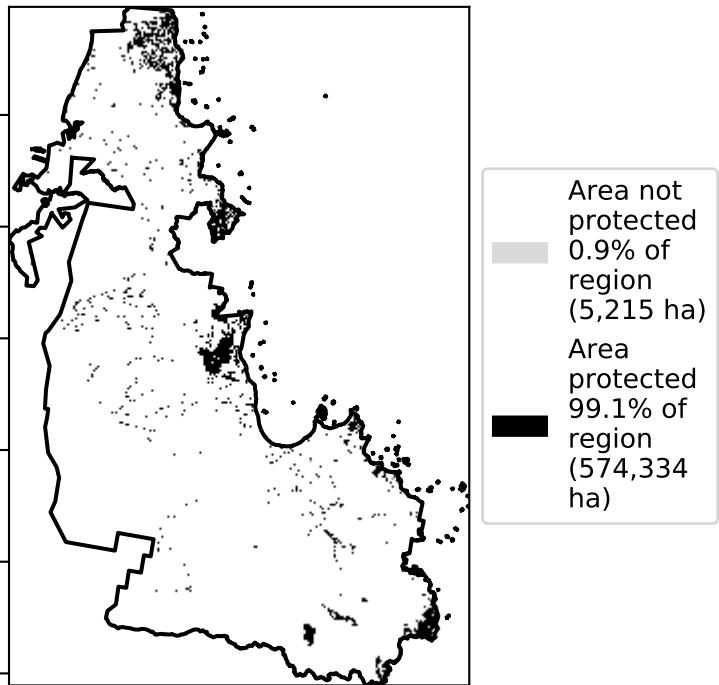 Area not
protected
0.9% of
region
(5,215 ha)
Area
protected
99.1% of
region
(574,334
ha)